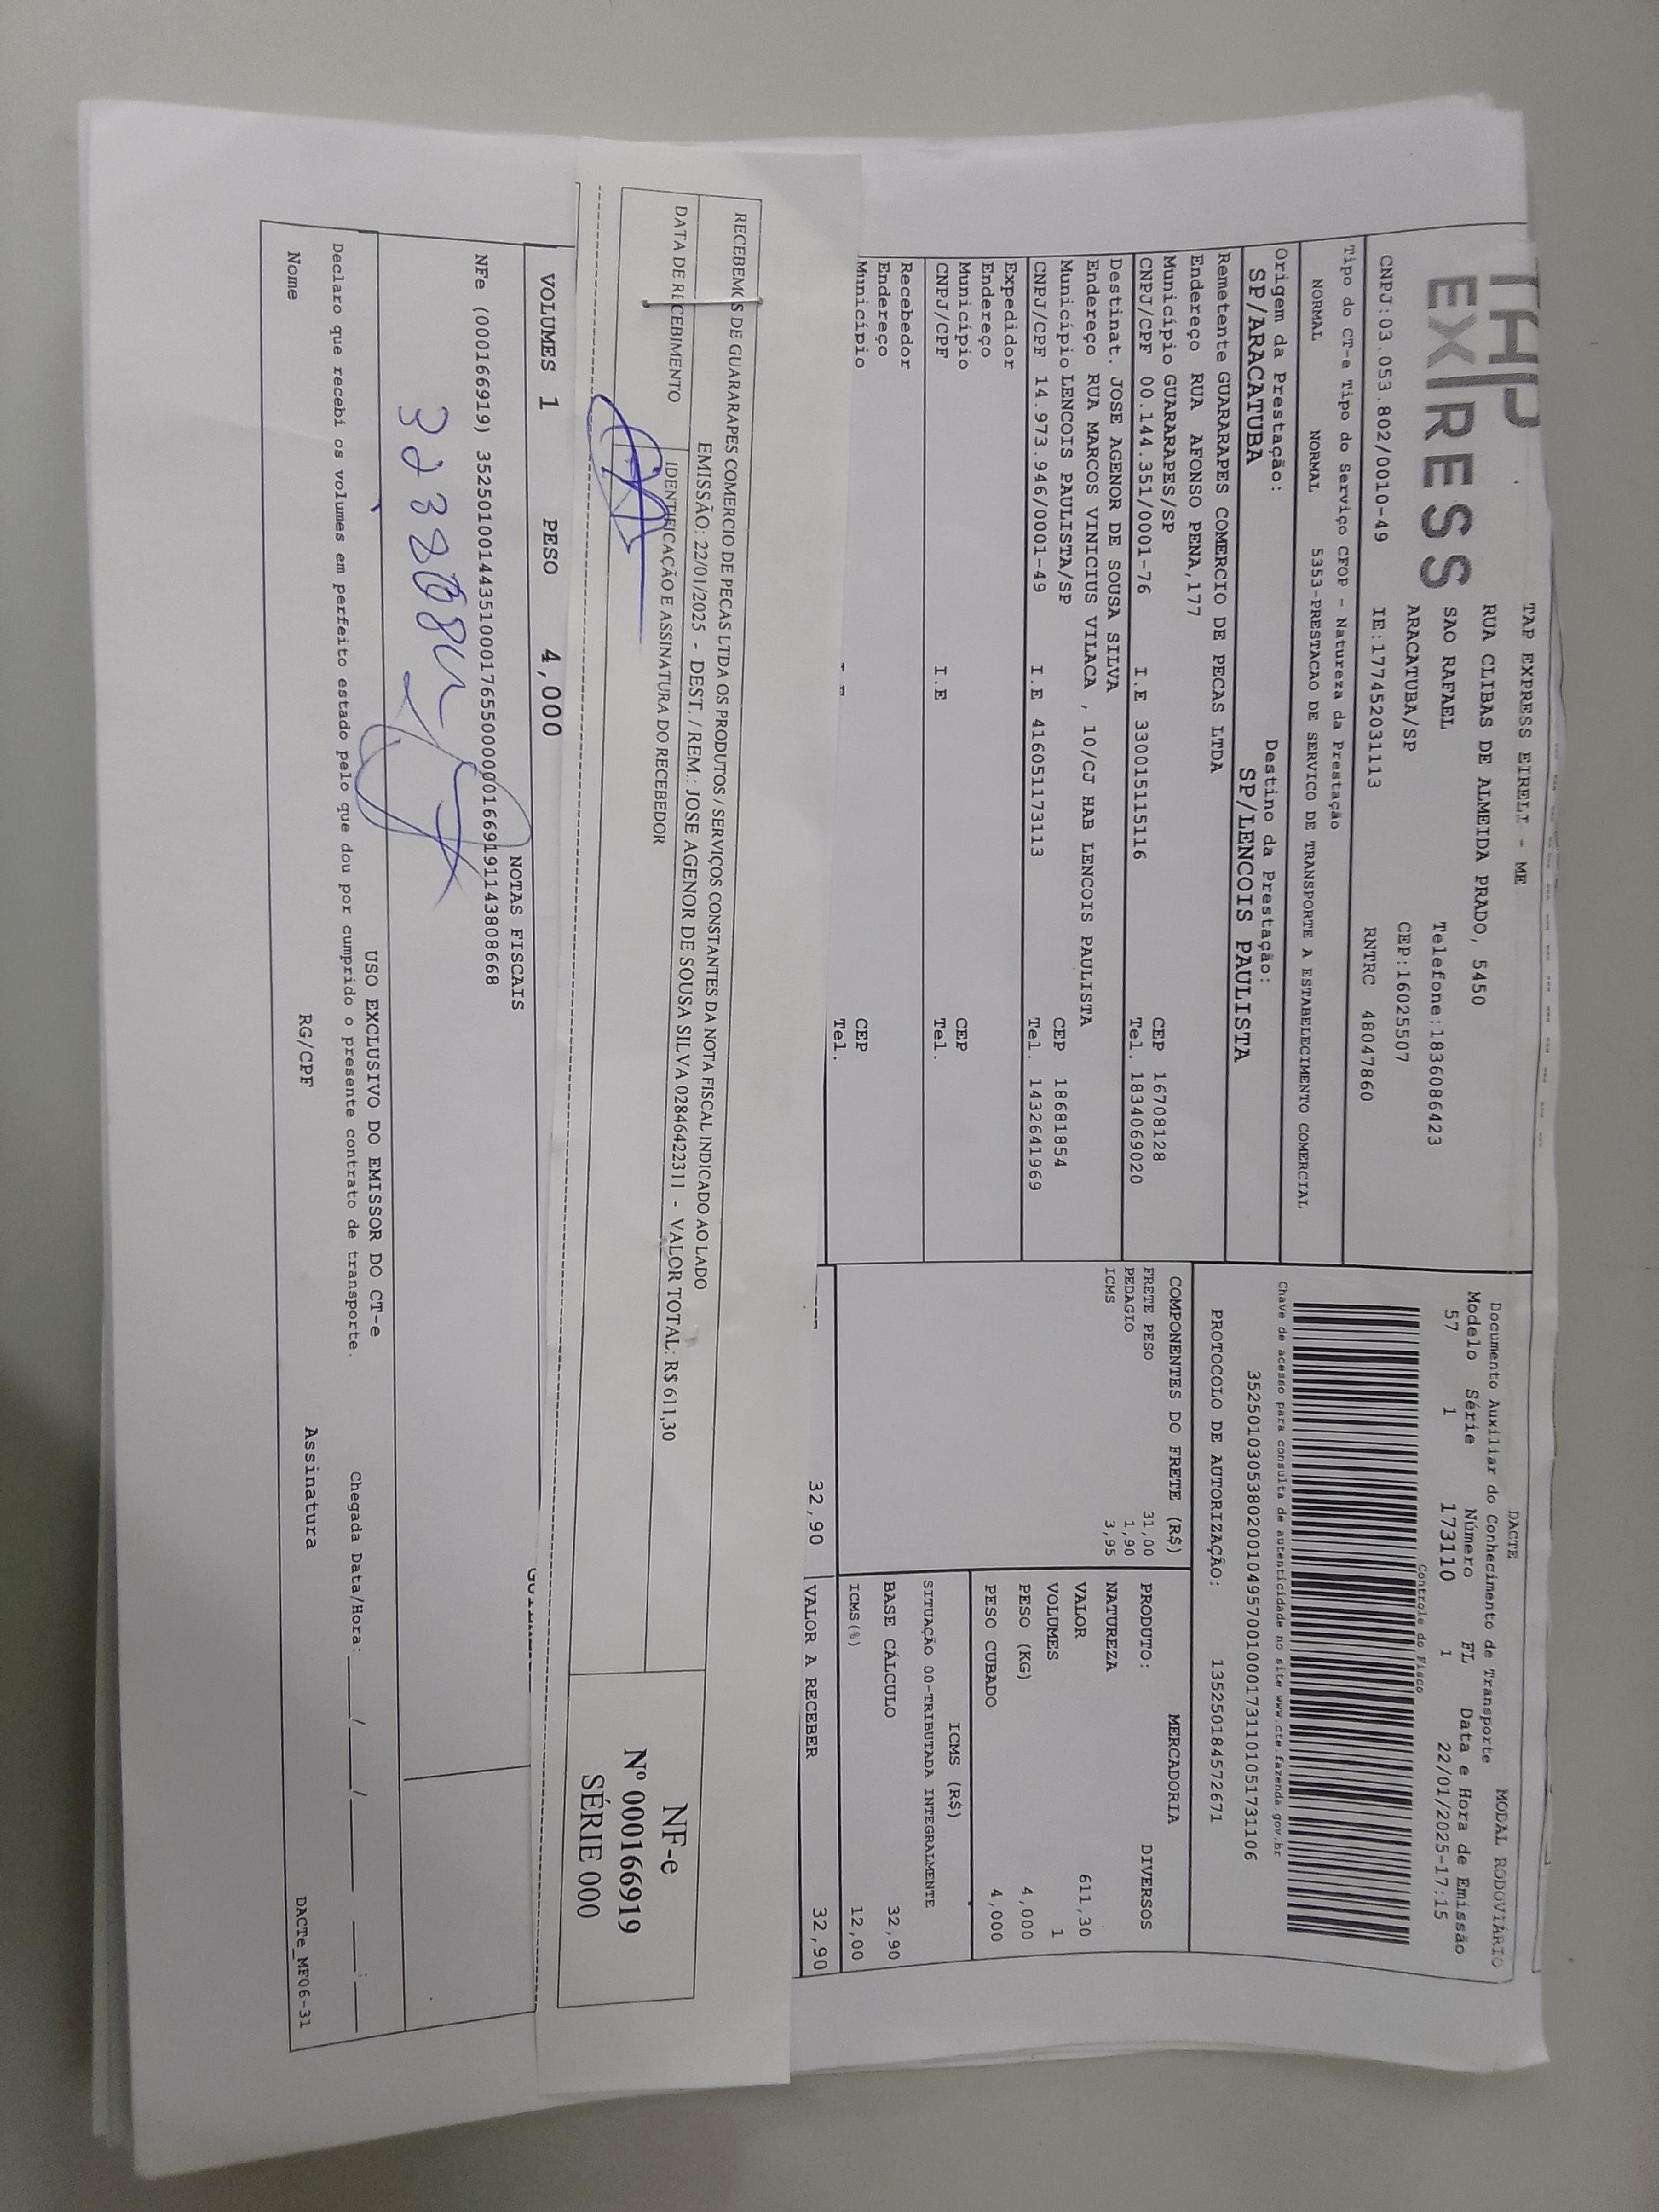 TAP EXPRESS
TAP EXPRESS EIRELI - ME
RUA CLIBAS DE ALMEIDA PRADO, 5450
SAO RAFAEL Telefone:1836086423
ARACATUBA/SP CEP:16025507
CNPJ:03.053.802/0010-49 IE:177452031113 RNTRC 48047860
Tipo do CT-e Tipo do Serviço CFOP - Natureza da Prestação
NORMAL NORMAL 5353-PRESTACAO DE SERVICO DE TRANSPORTE A ESTABELECIMENTO COMERCIAL
Origem da Prestação: Destino da Prestação:
SP/ARACATUBA SP/LENCOIS PAULISTA
Remetente GUARARAPES COMERCIO DE PECAS LTDA
Endereço RUA AFONSO PENA,177
Município GUARARAPES/SP CEP 16708128
CNPJ/CPF 00.144.351/0001-76 I.E 330015115116 Tel. 1834069020
Destinat. JOSE AGENOR DE SOUSA SILVA
Endereço RUA MARCOS VINICIUS VILACA , 10/CJ HAB LENCOIS PAULISTA
Município LENCOIS PAULISTA/SP CEP 18681854
CNPJ/CPF 14.973.946/0001-49 I.E 416051173113 Tel. 1432641969
Expedidor
Endereço
Município CEP
CNPJ/CPF I.E Tel.
Recebedor
Endereço
Município CEP
Tel.
DACTE MODAL RODOVIÁRIO
Documento Auxiliar do Conhecimento de Transporte
Modelo Série Número FL Data e Hora de Emissão
57 1 173110 1 22/01/2025-17:15
Controle do Fisco
Chave de acesso para consulta de autenticidade no site www.cte.fazenda.gov.br
35250103053802001049570010001731101051731106
PROTOCOLO DE AUTORIZAÇÃO: 135250184572671
COMPONENTES DO FRETE (R$)
FRETE PESO 31,00
PEDAGIO 1,90
ICMS 3,95
32,90
MERCADORIA
PRODUTO: DIVERSOS
NATUREZA
VALOR 611,30
VOLUMES 1
PESO (KG) 4,000
PESO CUBADO 4,000
ICMS (R$)
SITUAÇÃO 00-TRIBUTADA INTEGRALMENTE
BASE CÁLCULO 32,90
ICMS(%) 12,00
VALOR A RECEBER 32,90
RECEBEMOS DE GUARARAPES COMERCIO DE PECAS LTDA OS PRODUTOS / SERVIÇOS CONSTANTES DA NOTA FISCAL INDICADO AO LADO
EMISSÃO: 22/01/2025 - DEST. / REM.: JOSE AGENOR DE SOUSA SILVA 02846422311 - VALOR TOTAL: R$ 611,30
DATA DE RECEBIMENTO IDENTIFICAÇÃO E ASSINATURA DO RECEBEDOR
NF-e
Nº 000166919
SÉRIE 000
VOLUMES 1 PESO 4,000
NOTAS FISCAIS
NFe (000166919) 35250100144351000176550000001669191143808668
USO EXCLUSIVO DO EMISSOR DO CT-e
Declaro que recebi os volumes em perfeito estado pelo que dou por cumprido o presente contrato de transporte. Chegada Data/Hora: ____/____/____ ___:___
Nome RG/CPF Assinatura
DACTe_MF06-31